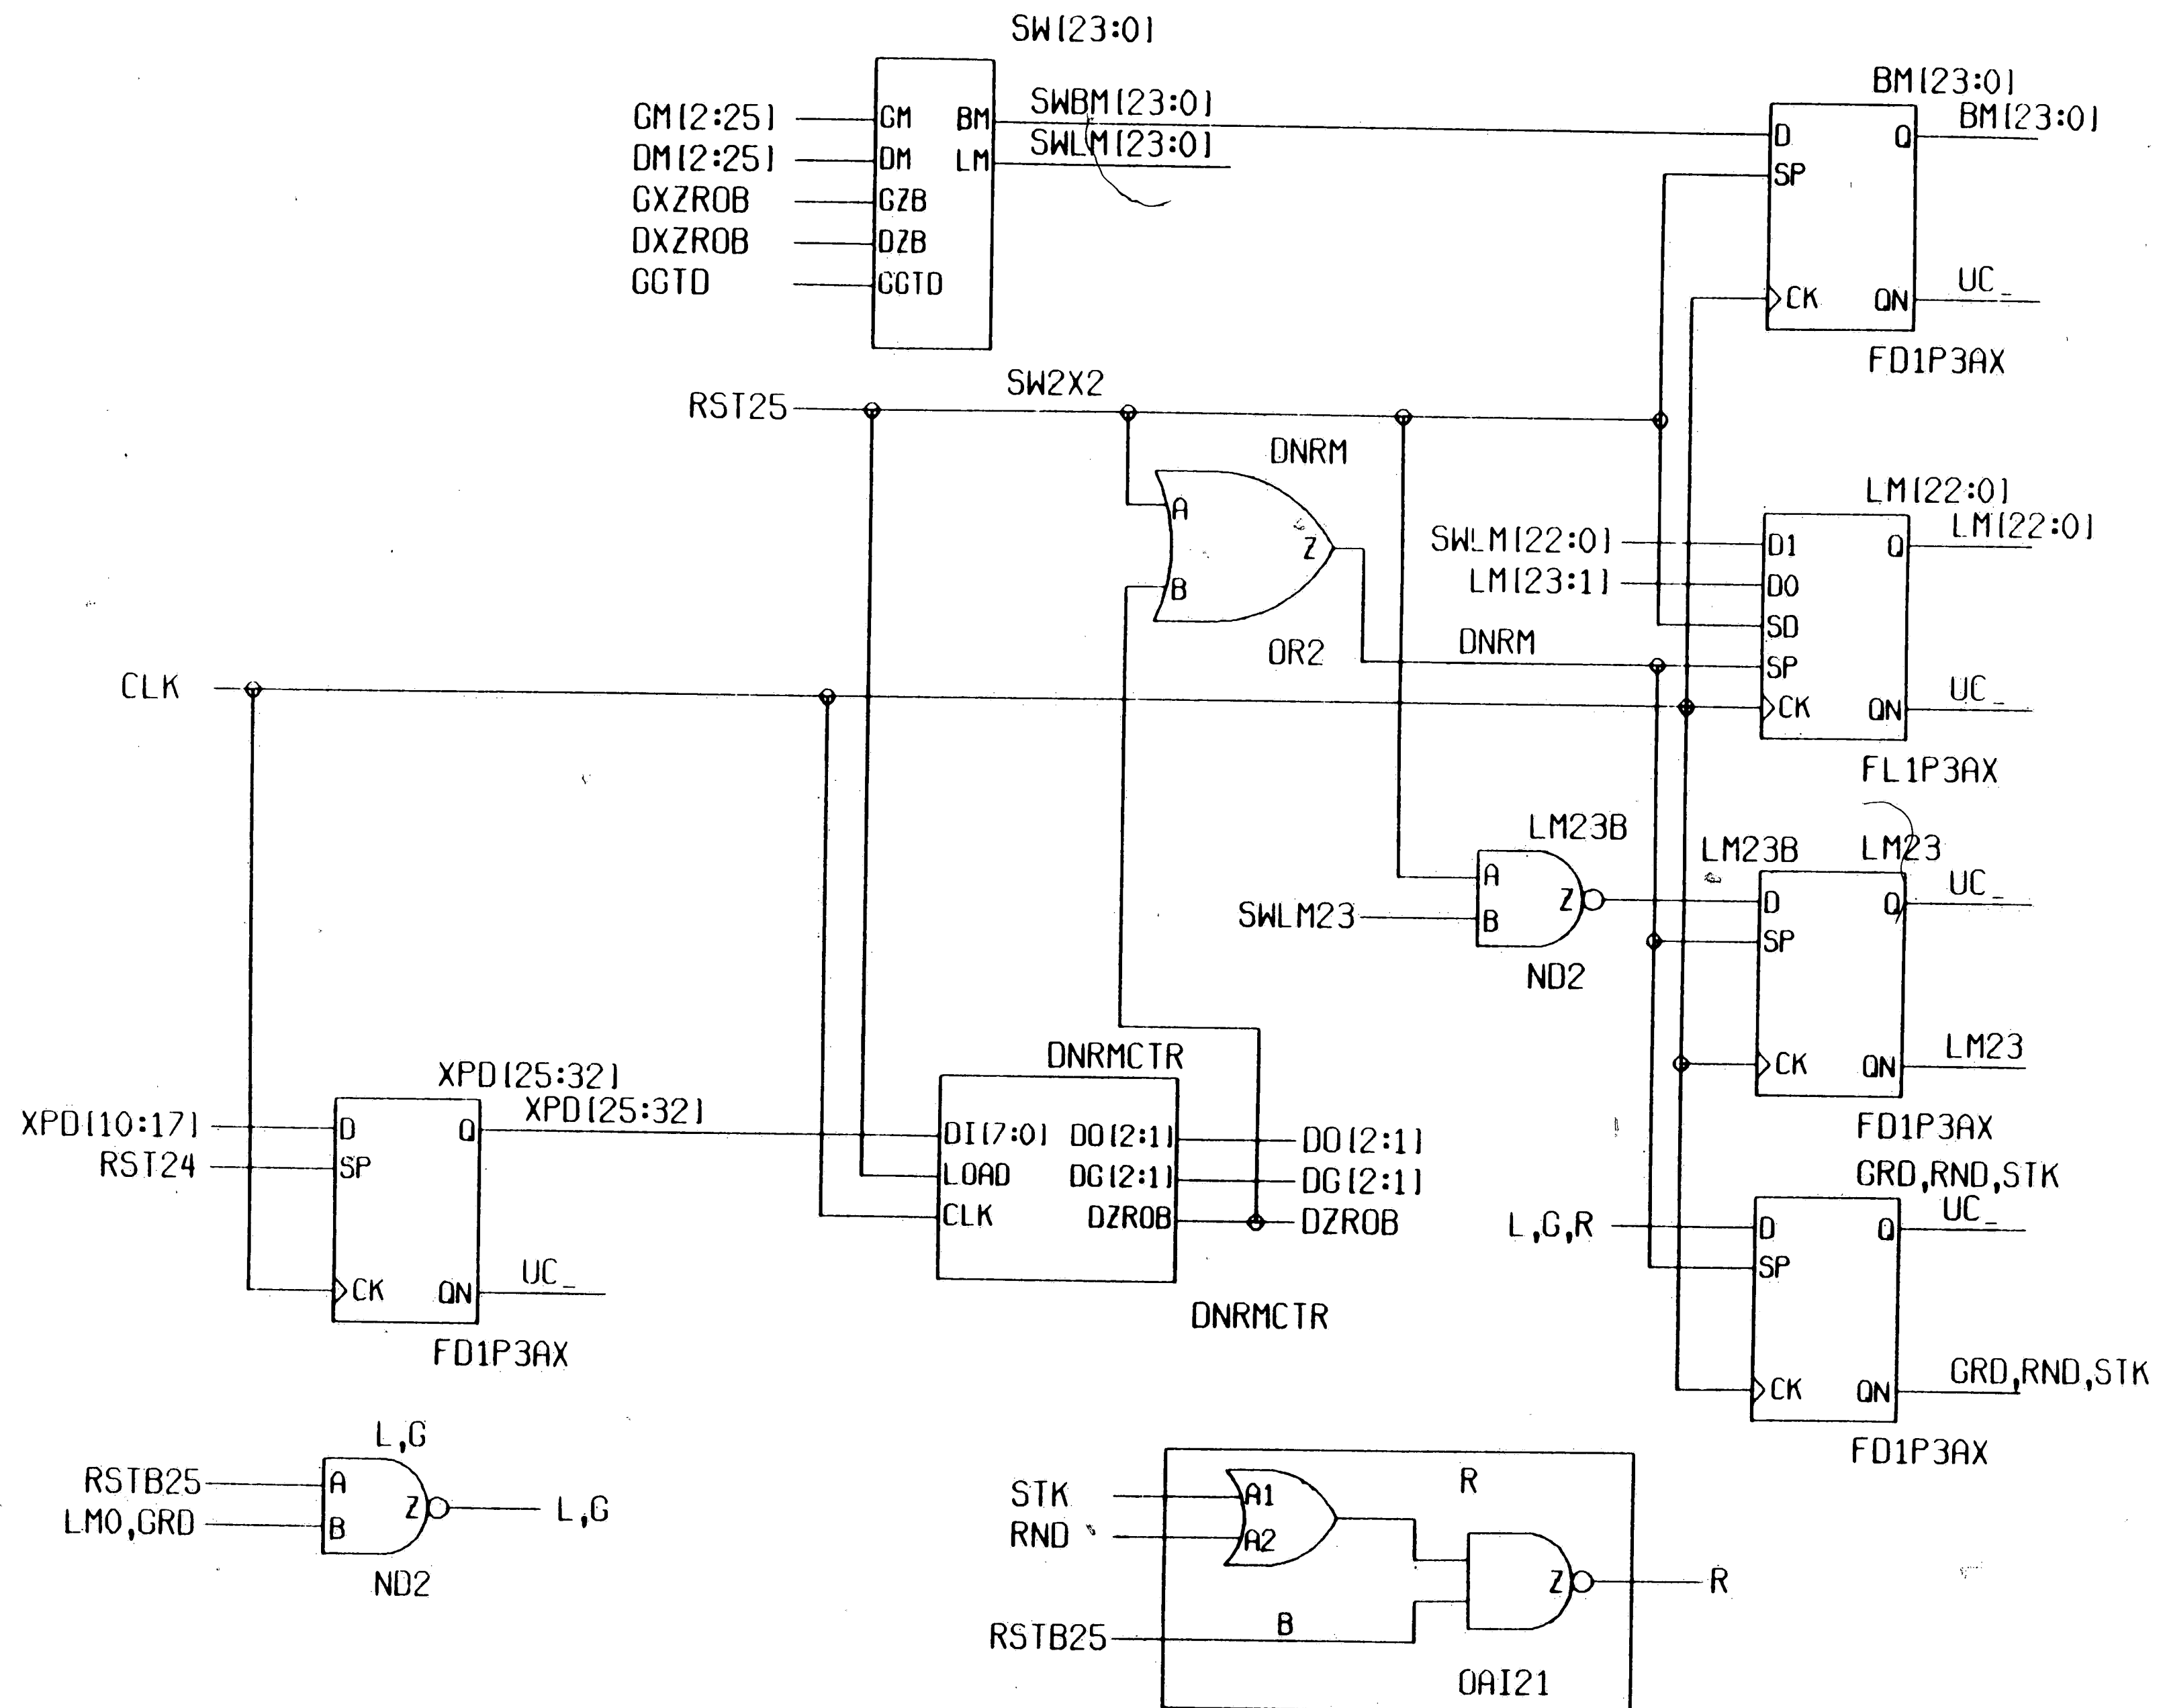 SW[23:0]
GM[2:25]
DM[2:25]
GXZROB
DXZROB
GGTD
GM BM
DM LM
GZB
DZB
GGTD
SWBM[23:0]
SWLM[23:0]
SW2X2
BM[23:0]
BM[23:0]
D Q
SP
CK QN
UC_
FD1P3AX
RST25
DNRM
A
B
Z
OR2
DNRM
LM[22:0]
LM[22:0]
SWLM[22:0]
LM[23:1]
D1 Q
D0
SD
SP
CK QN
UC_
FL1P3AX
CLK
LM23B
A
B
Z
SWLM23
ND2
LM23B
LM23
D Q
SP
CK QN
UC_
LM23
FD1P3AX
XPD[25:32]
XPD[25:32]
XPD[10:17]
RST24
D Q
SP
CK QN
UC_
FD1P3AX
DNRMCTR
DI[7:0] DO[2:1]
LOAD DG[2:1]
CLK DZROB
DO[2:1]
DG[2:1]
DZROB
DNRMCTR
GRD,RND,STK
L,G,R
D Q
SP
CK QN
UC_
GRD,RND,STK
FD1P3AX
L,G
RSTB25
LM0,GRD
A
B
Z
L,G
ND2
R
STK
RND
A1
A2
RSTB25
B
Z
R
OAI21